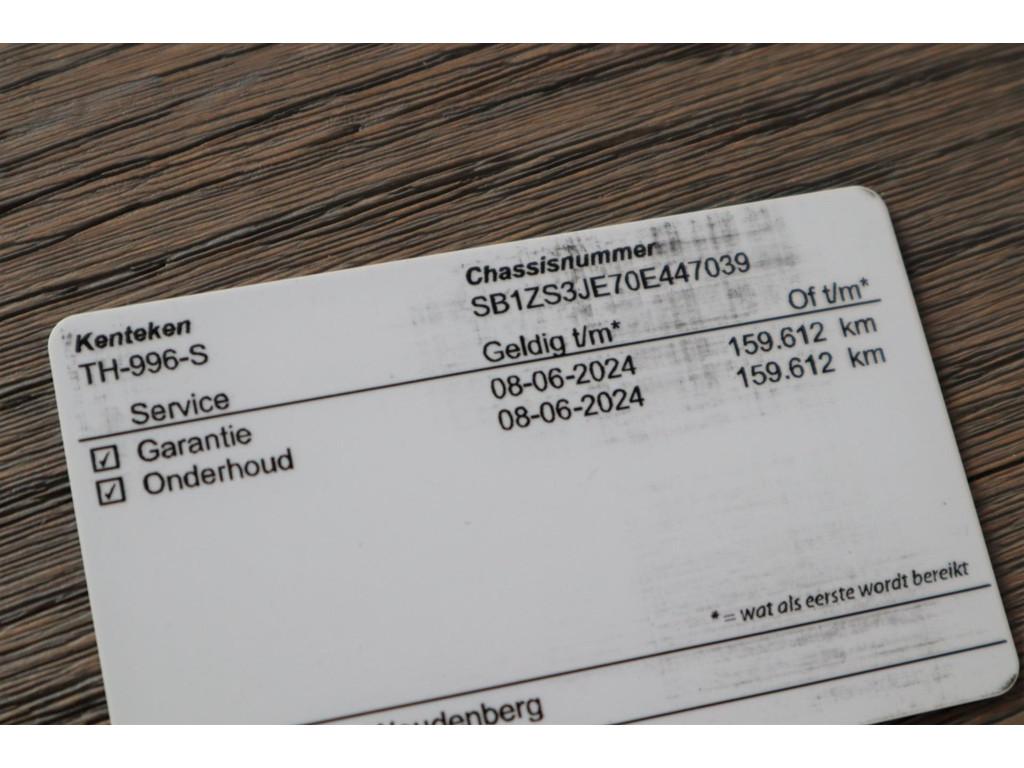 Kenteken
TH-996-S
Chassisnummer
SB1ZS3JE70E447039
Service
Geldig t/m*
Of t/m*
☑ Garantie
08-06-2024
159.612 km
☑ Onderhoud
08-06-2024
159.612 km
* = wat als eerste wordt bereikt